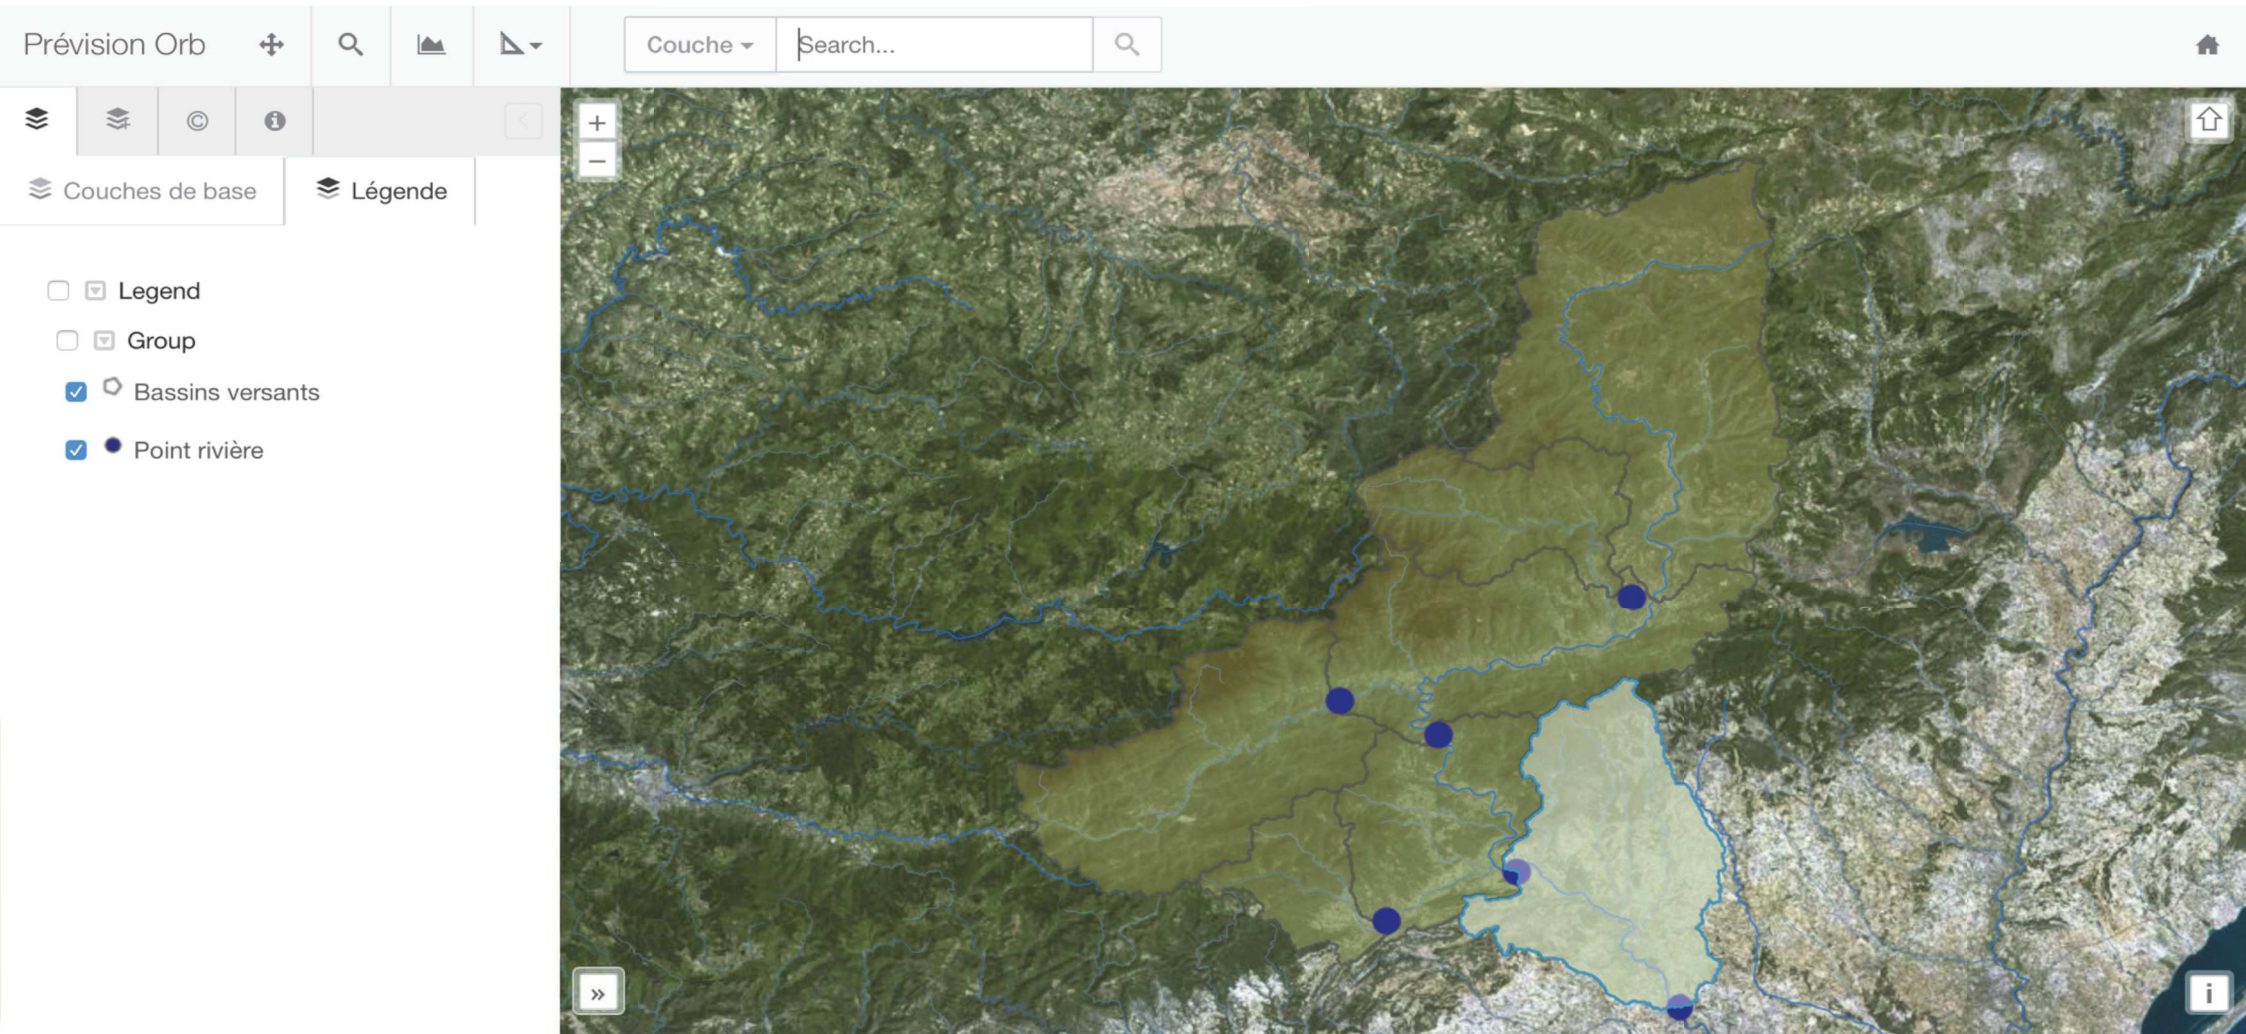 Prévision Orb
Couche
Search...
Couches de base
Légende
Legend
Group
Bassins versants
Point rivière